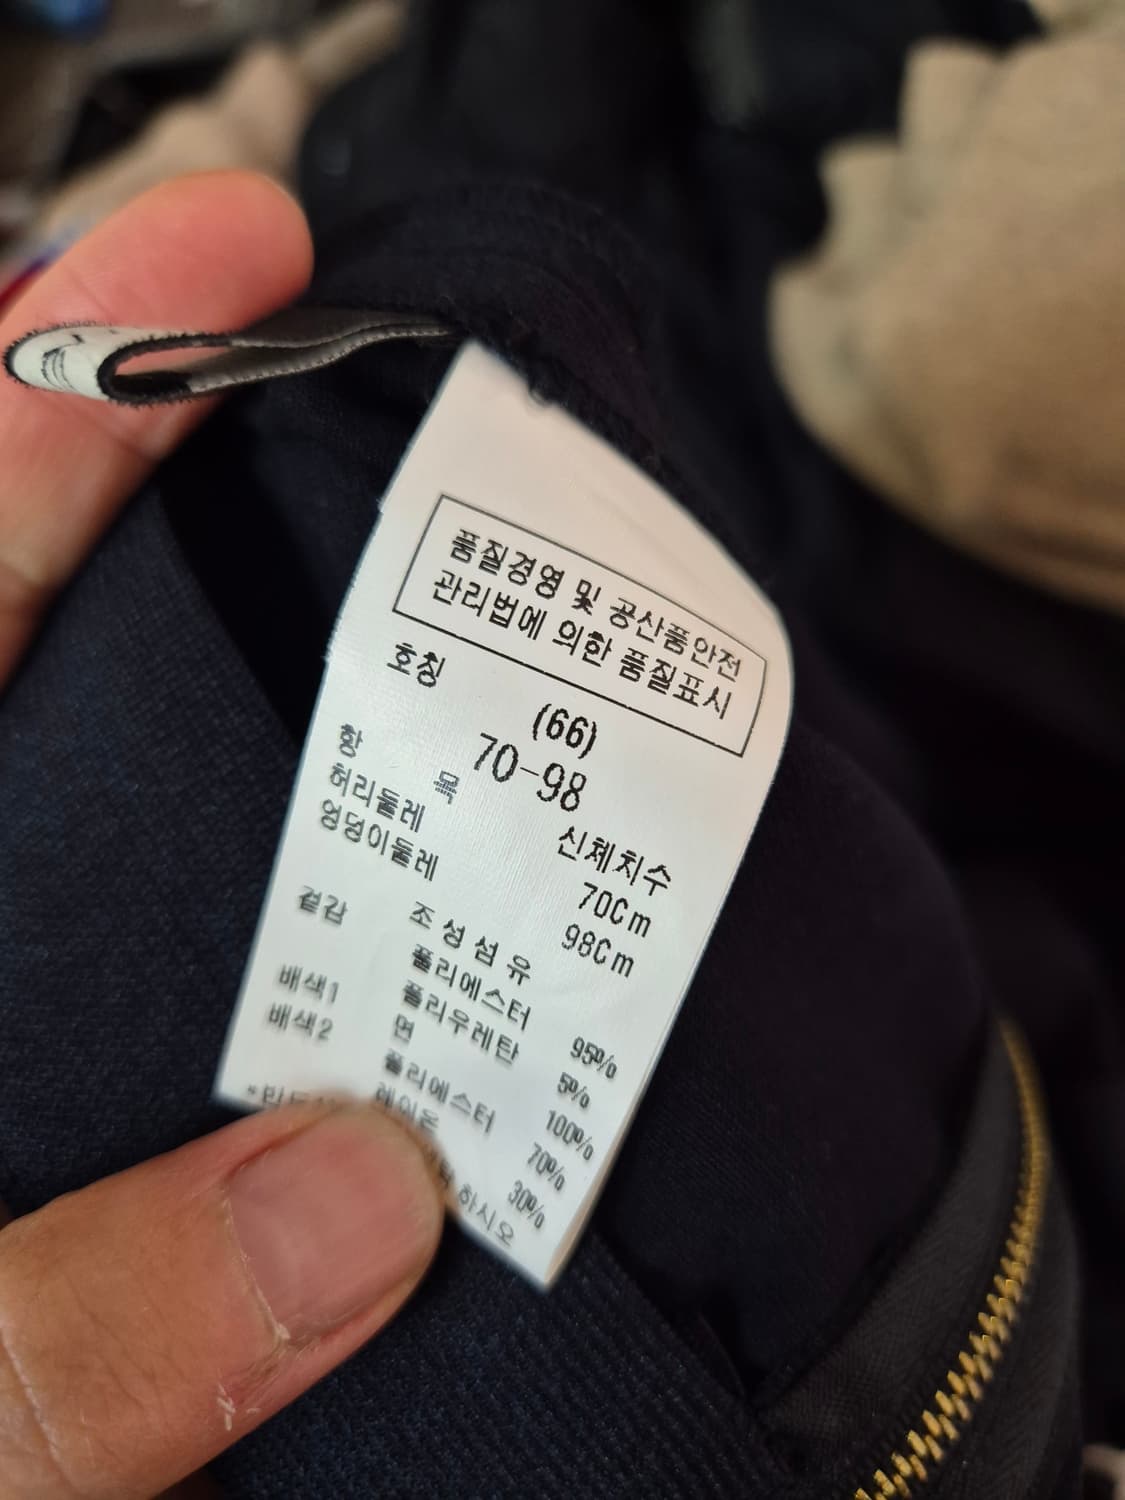 품질경영 및 공산품안전
관리법에 의한 품질표시
호칭
(66)
70-98
항 목 신체치수
허리둘레 70Cm
엉덩이둘레 98Cm
조성섬유
겉감 폴리에스터 95%
폴리우레탄 5%
배색1 면 100%
배색2 폴리에스터 70%
레이온 30%
하시오